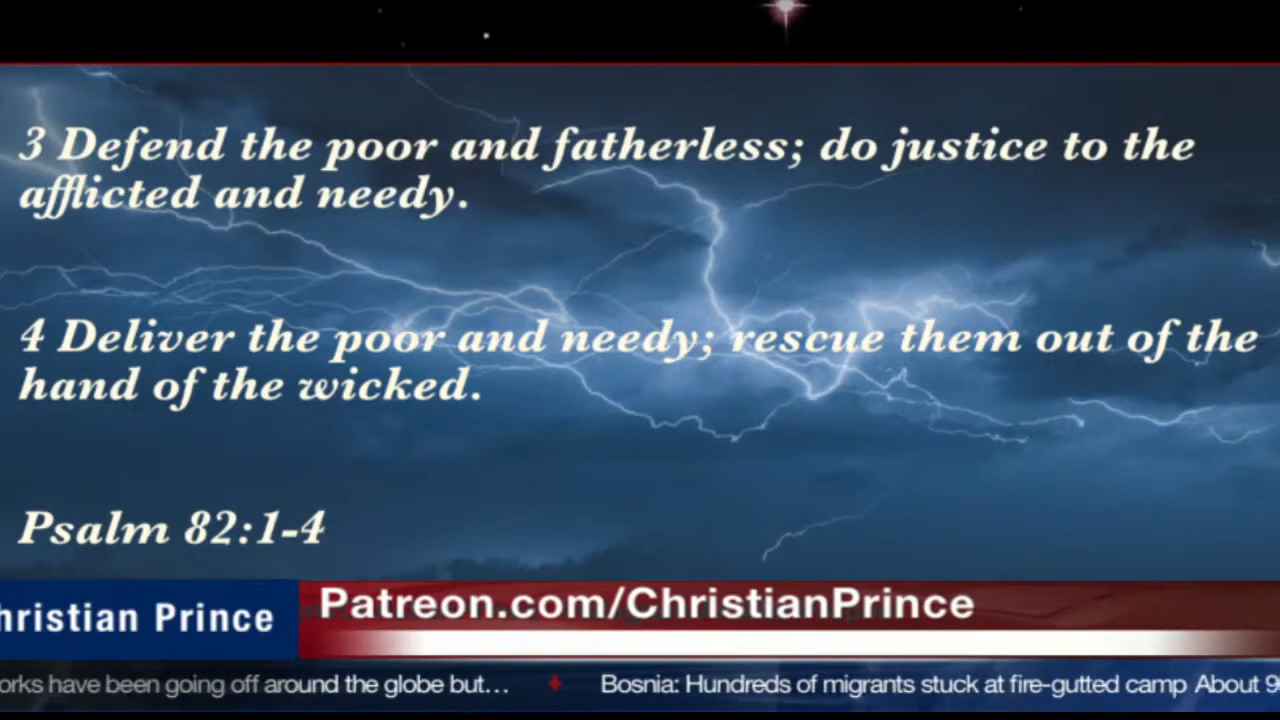 3 Defend the poor and fatherless; do justice to the
afflicted and needy.
4 Deliver the poor and needy; rescue them out of the
hand of the wicked.
Psalm 82:1-4
hristian Prince
Patreon.com/ChristianPrince
orks have been going off around the globe but... Bosnia: Hundreds of migrants stuck at fire-gutted camp About 9